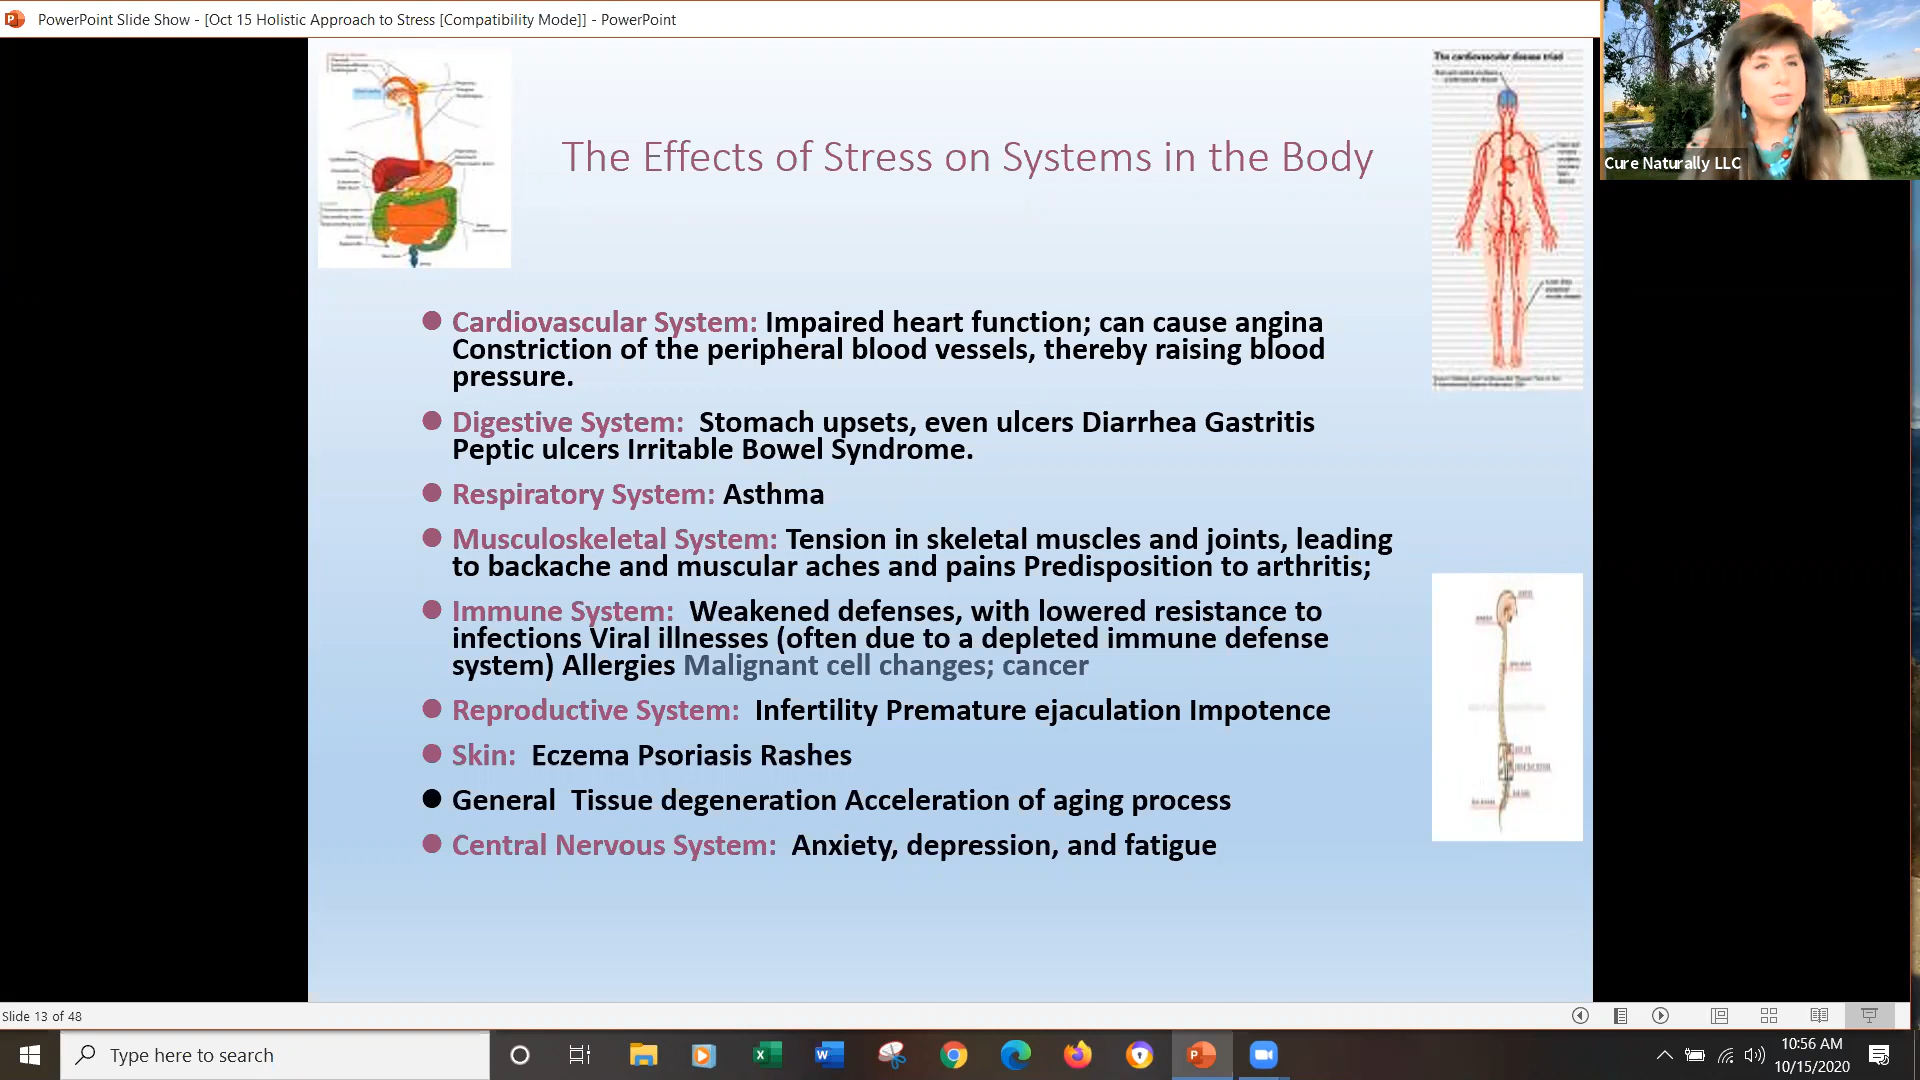 PowerPoint Slide Show - [Oct 15 Holistic Approach to Stress [Compatibility Mode]] - PowerPoint
Cure Naturally LLC
The cardiovascular disease triad
The Effects of Stress on Systems in the Body
Cardiovascular System: Impaired heart function; can cause angina
Constriction of the peripheral blood vessels, thereby raising blood
pressure.
Digestive System: Stomach upsets, even ulcers Diarrhea Gastritis
Peptic ulcers Irritable Bowel Syndrome.
Respiratory System: Asthma
Musculoskeletal System: Tension in skeletal muscles and joints, leading
to backache and muscular aches and pains Predisposition to arthritis;
Immune System: Weakened defenses, with lowered resistance to
infections Viral illnesses (often due to a depleted immune defense
system) Allergies Malignant cell changes; cancer
Reproductive System: Infertility Premature ejaculation Impotence
Skin: Eczema Psoriasis Rashes
General Tissue degeneration Acceleration of aging process
Central Nervous System: Anxiety, depression, and fatigue
Slide 13 of 48
Type here to search
10:56 AM
10/15/2020